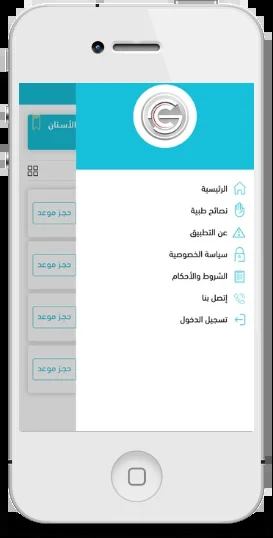 الأسنان
الرئيسية
نصائح طبية
عن التطبيق
سياسة الخصوصية
الشروط والأحكام
إتصل بنا
تسجيل الدخول
حجز موعد
حجز موعد
حجز موعد
حجز موعد